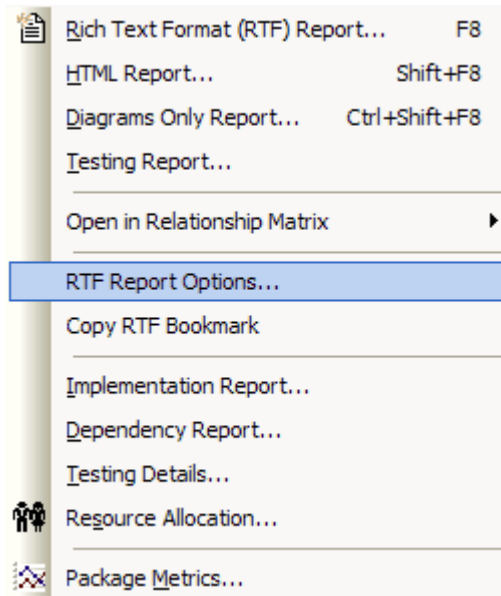 Rich Text Format (RTF) Report... F8
HTML Report... Shift+F8
Diagrams Only Report... Ctrl+Shift+F8
Testing Report...
Open in Relationship Matrix
RTF Report Options...
Copy RTF Bookmark
Implementation Report...
Dependency Report...
Testing Details...
Resource Allocation...
Package Metrics...